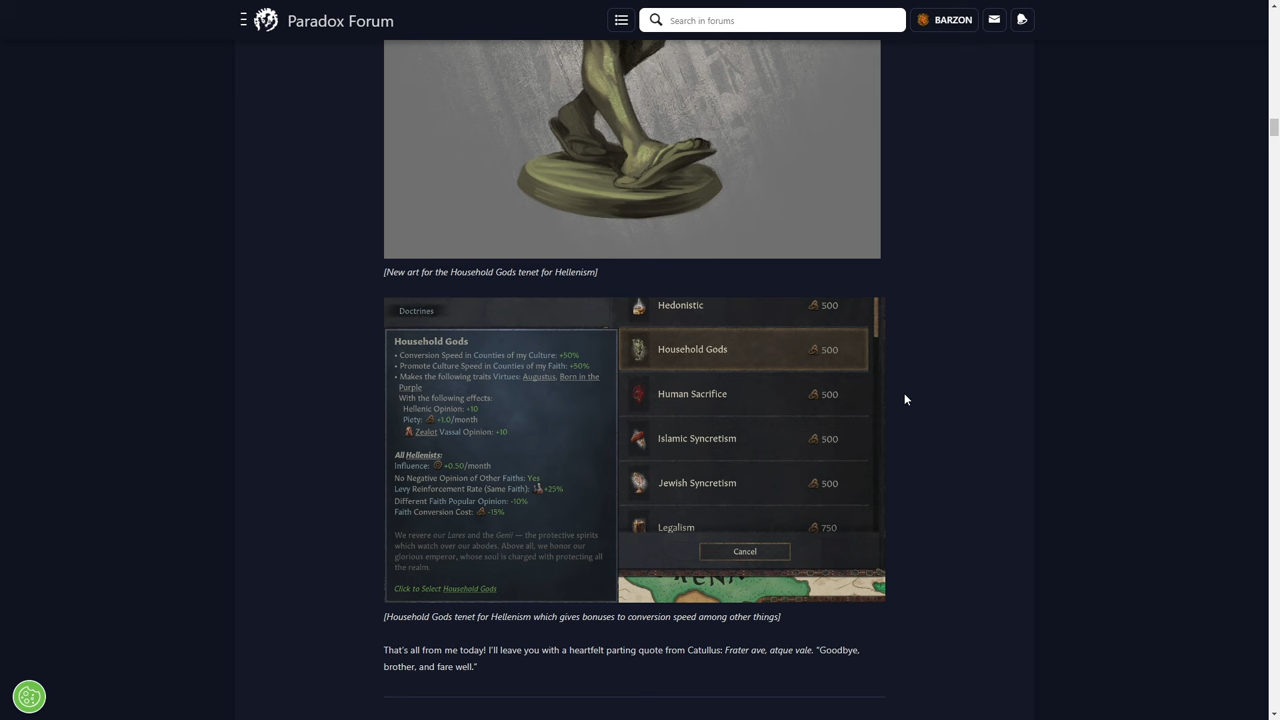 Paradox Forum
Search in forums
BARZON
[New art for the Household Gods tenet for Hellenism]
Doctrines
Household Gods
• Conversion Speed in Counties of my Culture: +50%
• Promote Culture Speed in Counties of my Faith: +50%
• Makes the following traits Virtues: Augustus, Born in the
Purple
With the following effects:
Hellenic Opinion: +10
Piety: +1.0/month
Zealot Vassal Opinion: +10
All Hellenists:
Influence: +0.50/month
No Negative Opinion of Other Faiths: Yes
Levy Reinforcement Rate (Same Faith): +25%
Different Faith Popular Opinion: -10%
Faith Conversion Cost: -15%
We revere our Lares and the Genii — the protective spirits
which watch over our abodes. Above all, we honor our
glorious emperor, whose soul is charged with protecting all
the realm.
Click to Select Household Gods
Hedonistic 500
Household Gods 500
Human Sacrifice 500
Islamic Syncretism 500
Jewish Syncretism 500
Legalism 750
Cancel
[Household Gods tenet for Hellenism which gives bonuses to conversion speed among other things]
That's all from me today! I'll leave you with a heartfelt parting quote from Catullus: Frater ave, atque vale. “Goodbye,
brother, and fare well.”